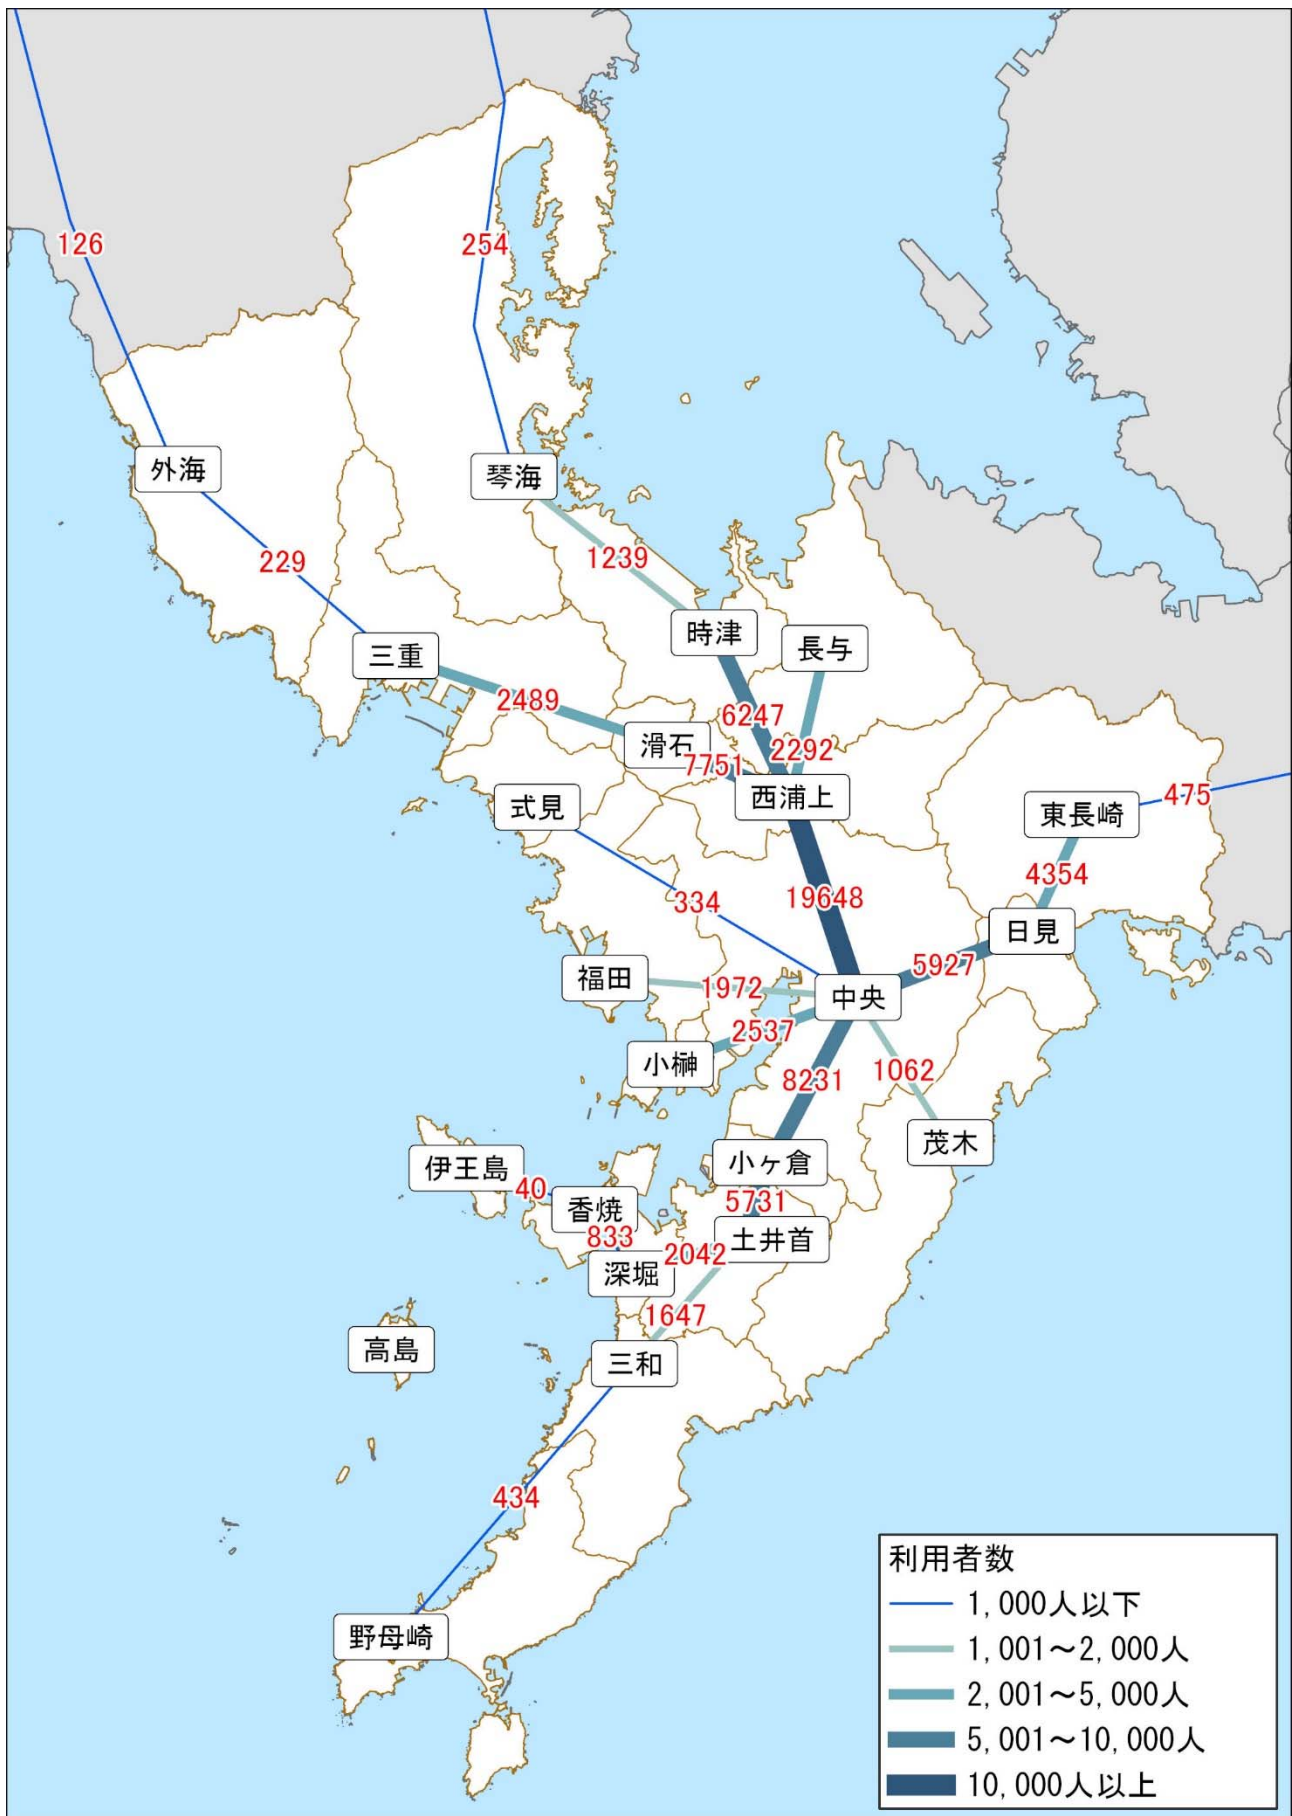 126
254
外海
琴海
229
1239
時津
長与
三重
2489
6247
滑石
7751
2292
西浦上
式見
475
東長崎
4354
334
19648
日見
5927
福田
1972
中央
2537
小榊
8231
1062
茂木
伊王島
40
小ヶ倉
香焼
5731
833
2042
土井首
深堀
1647
高島
三和
434
野母崎
利用者数
1,000人以下
1,001～2,000人
2,001～5,000人
5,001～10,000人
10,000人以上